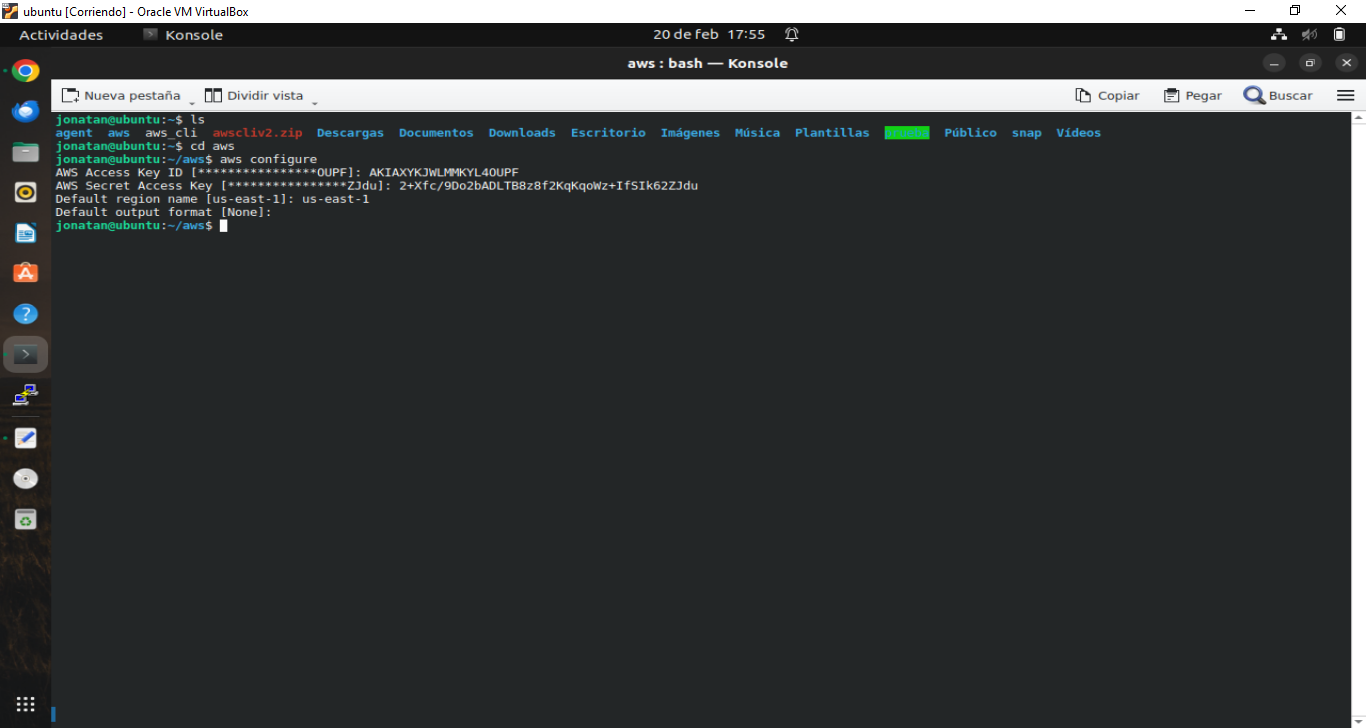 ubuntu [Corriendo] - Oracle VM VirtualBox
Actividades Konsole 20 de feb 17:55
aws : bash — Konsole
Nueva pestaña Dividir vista Copiar Pegar Buscar
jonatan@ubuntu:~$ ls
agent aws aws_cli awscliv2.zip Descargas Documentos Downloads Escritorio Imágenes Música Plantillas Público snap Vídeos
jonatan@ubuntu:~$ cd aws
jonatan@ubuntu:~/aws$ aws configure
AWS Access Key ID [****************OUPF]: AKIAXYKJWLMMKYL4OUPF
AWS Secret Access Key [****************ZJdu]: 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
Default region name [us-east-1]: us-east-1
Default output format [None]:
jonatan@ubuntu:~/aws$